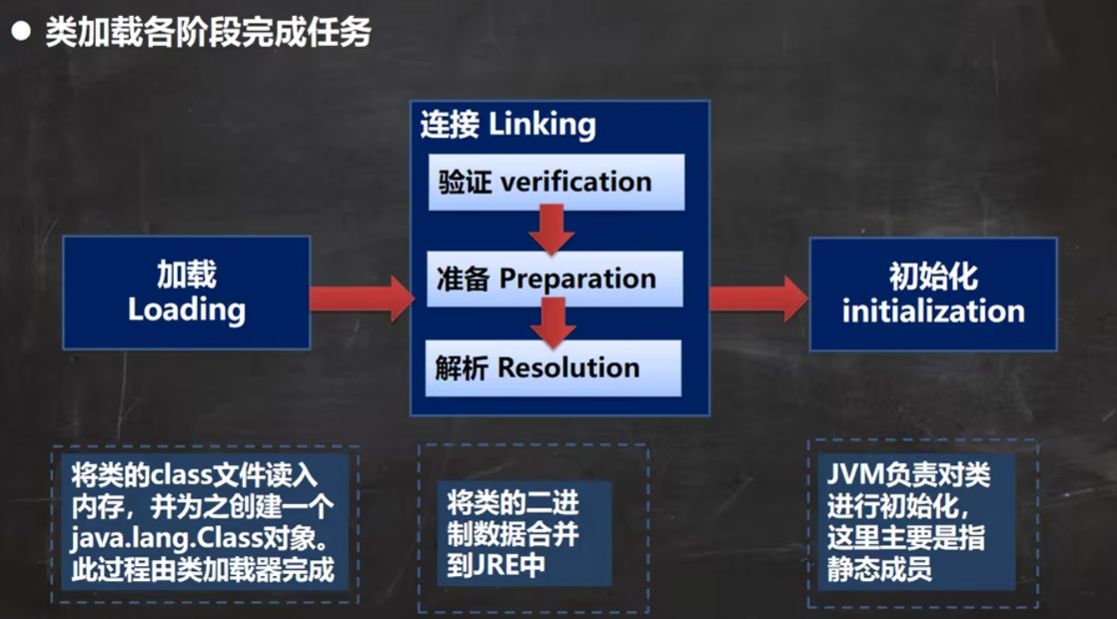 ● 类加载各阶段完成任务
连接 Linking
验证 verification
准备 Preparation
解析 Resolution
加载
Loading
初始化
initialization
将类的class文件读入
内存，并为之创建一个
java.lang.Class对象。
此过程由类加载器完成
将类的二进
制数据合并
到JRE中
JVM负责对类
进行初始化，
这里主要是指
静态成员